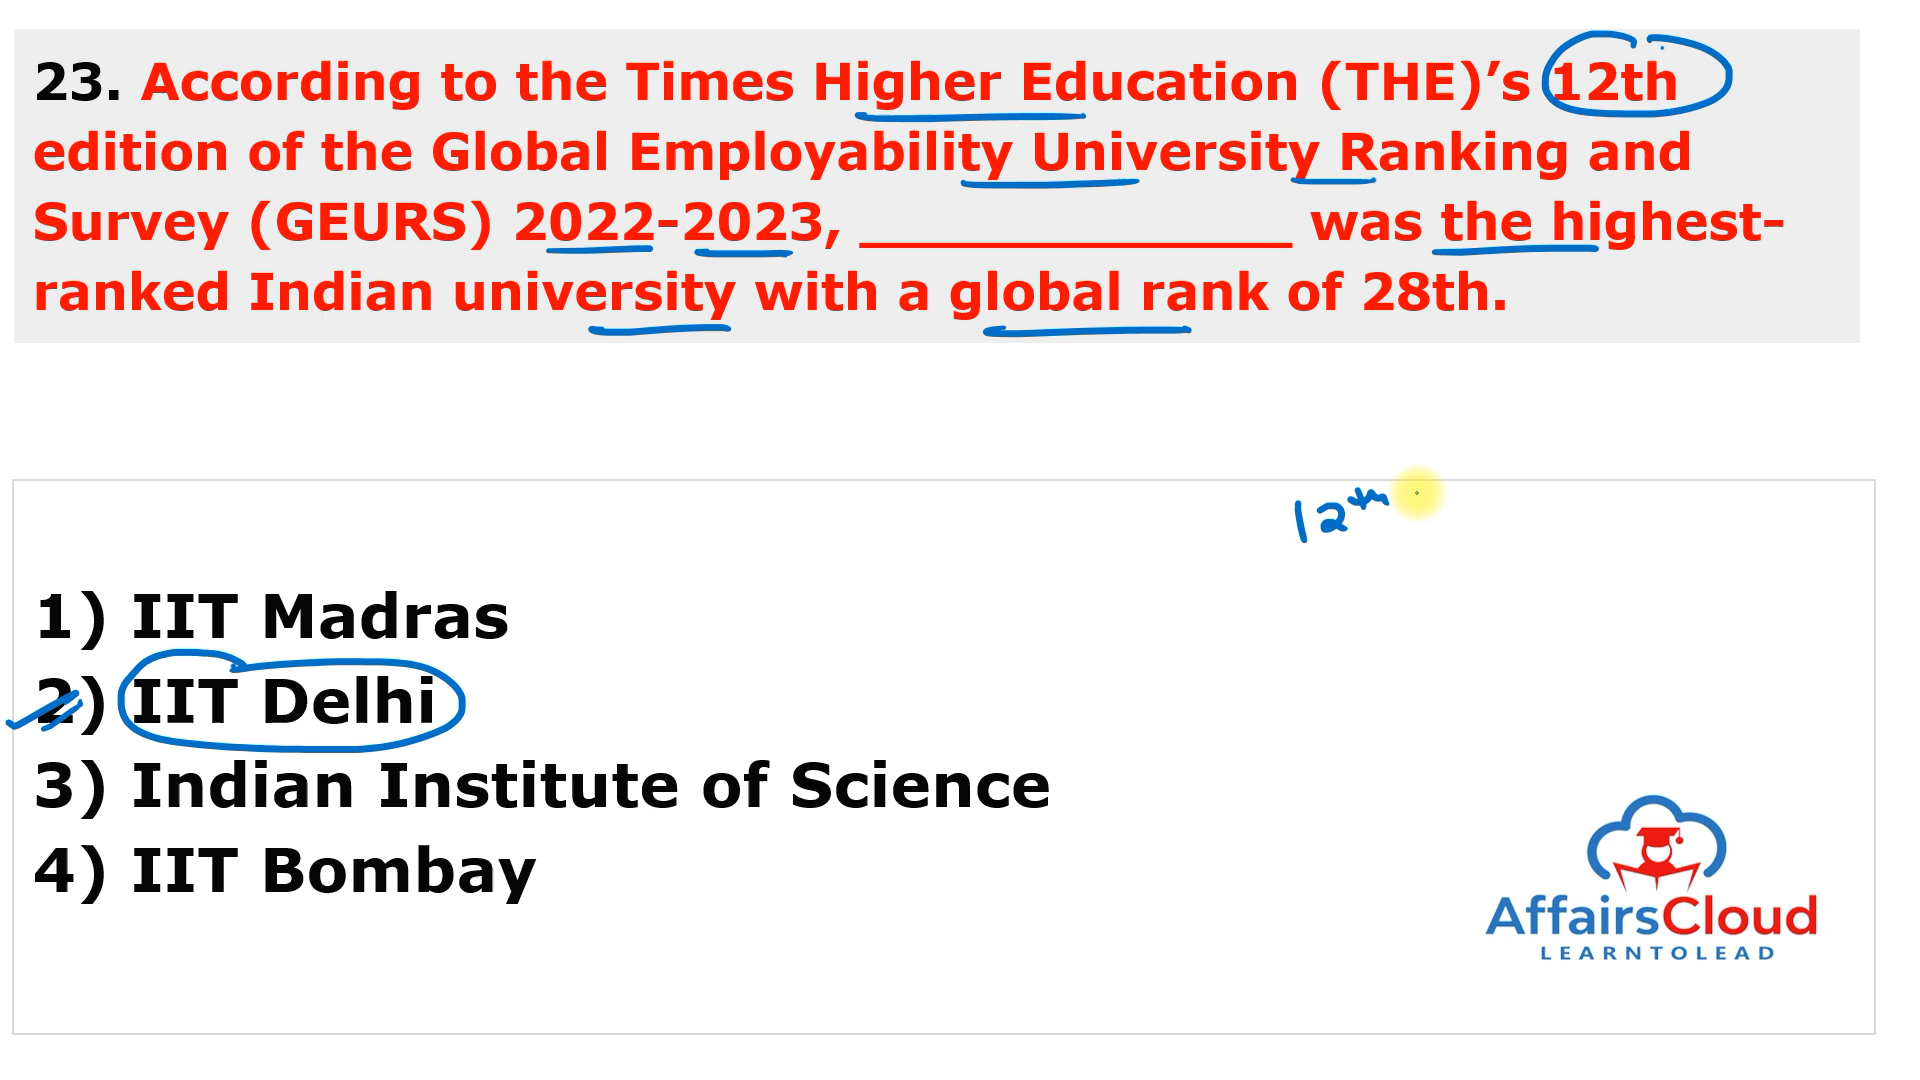 23. According to the Times Higher Education (THE)’s 12th
edition of the Global Employability University Ranking and
Survey (GEURS) 2022-2023, ________________ was the highest-
ranked Indian university with a global rank of 28th.
12th
1) IIT Madras
2) IIT Delhi
3) Indian Institute of Science
4) IIT Bombay
AffairsCloud
LEARNTOLEAD